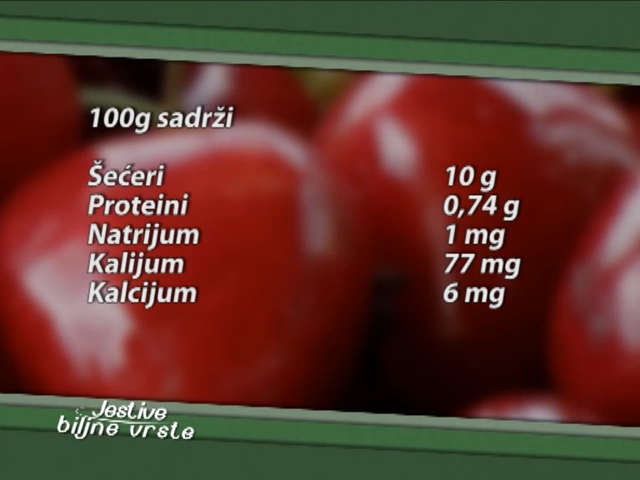 100g sadrži
Šećeri 10 g
Proteini 0,74 g
Natrijum 1 mg
Kalijum 77 mg
Kalcijum 6 mg
Jestive
biljne vrste